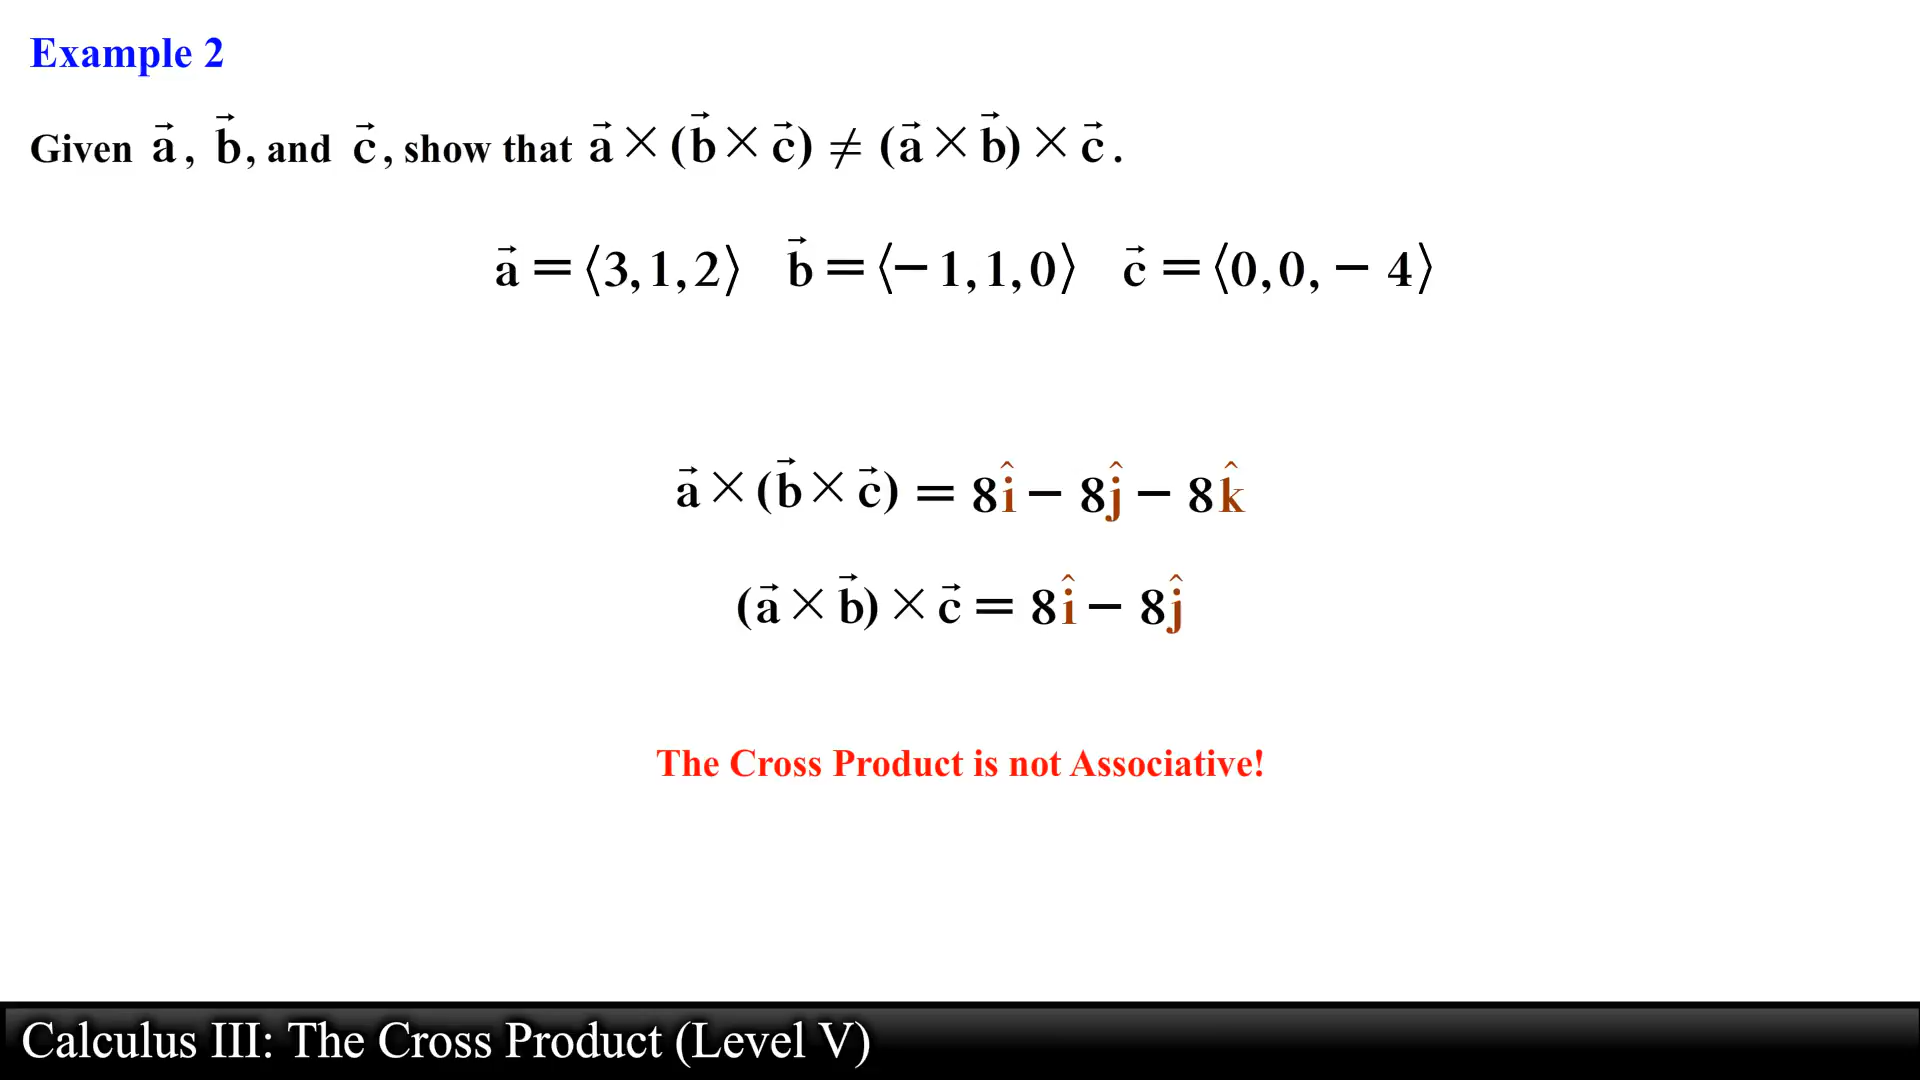 Example 2
Given a⃗, b⃗, and c⃗, show that a⃗ × (b⃗ × c⃗) ≠ (a⃗ × b⃗) × c⃗.
a⃗ = ⟨3, 1, 2⟩ b⃗ = ⟨− 1, 1, 0⟩ c⃗ = ⟨0, 0, − 4⟩
a⃗ × (b⃗ × c⃗) = 8î − 8ĵ − 8k̂
(a⃗ × b⃗) × c⃗ = 8î − 8ĵ
The Cross Product is not Associative!
Calculus III: The Cross Product (Level V)